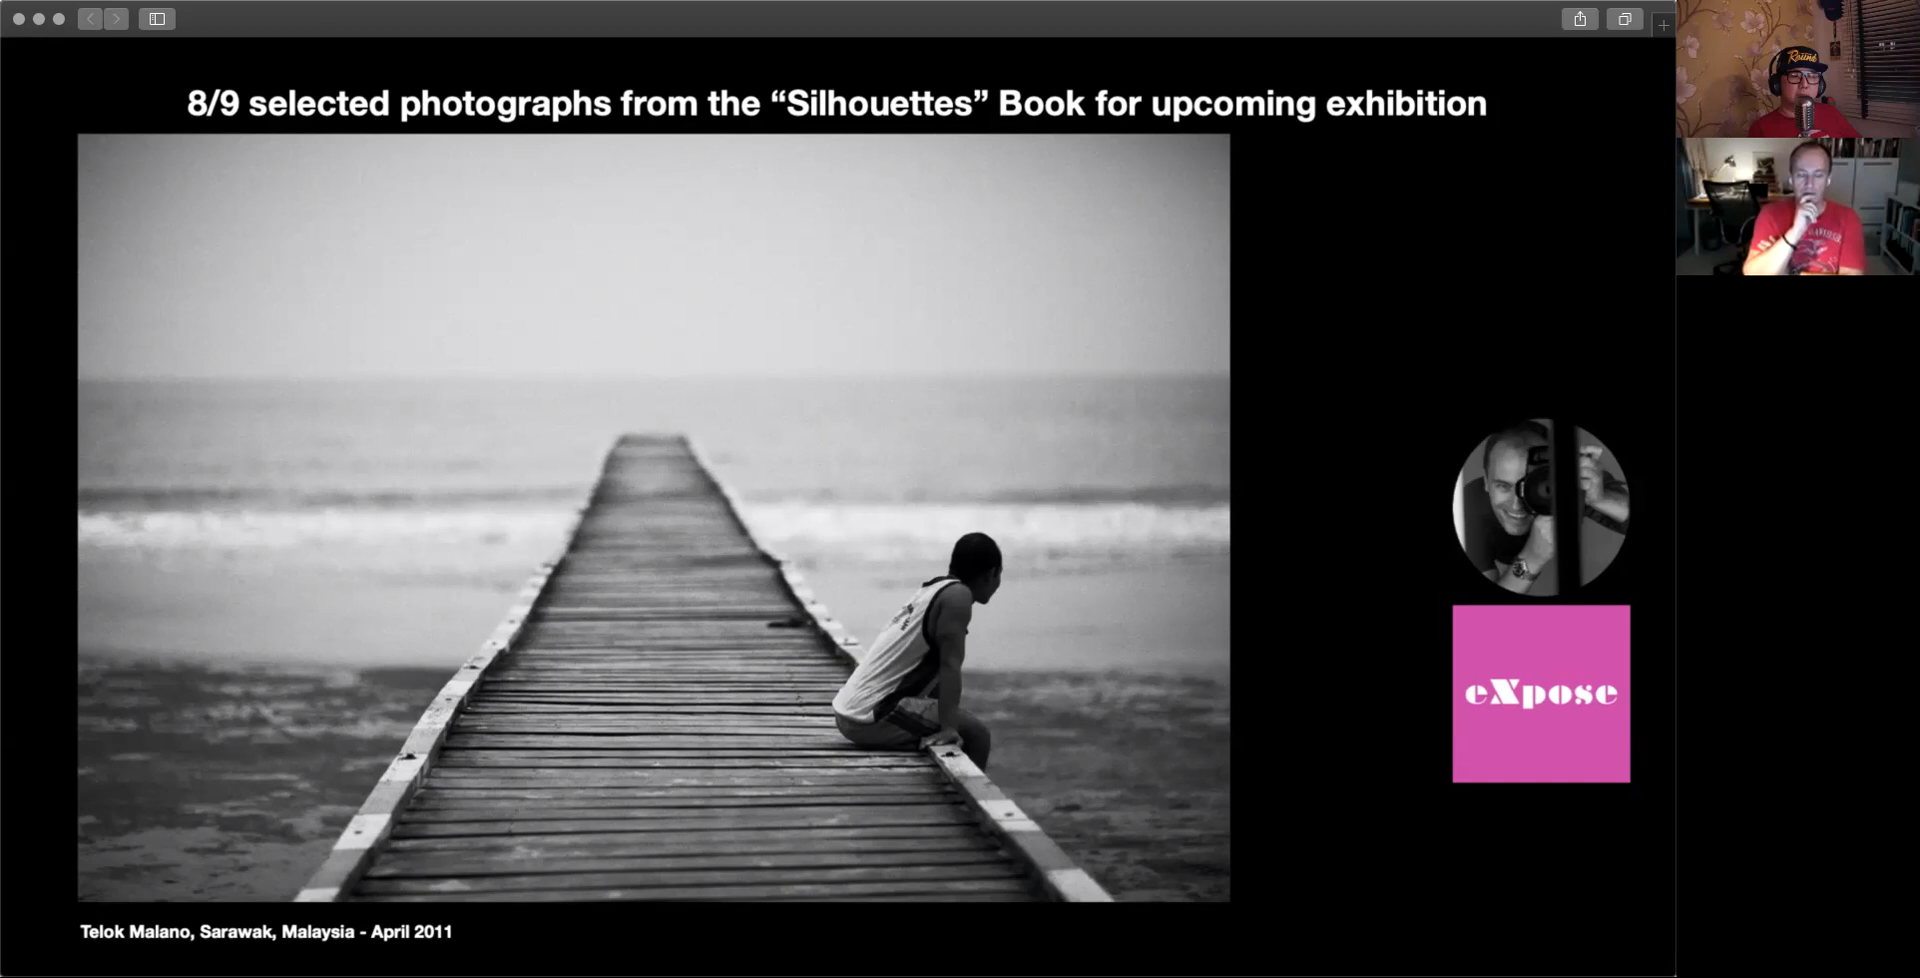 8/9 selected photographs from the “Silhouettes” Book for upcoming exhibition
eXpose
Telok Malano, Sarawak, Malaysia - April 2011